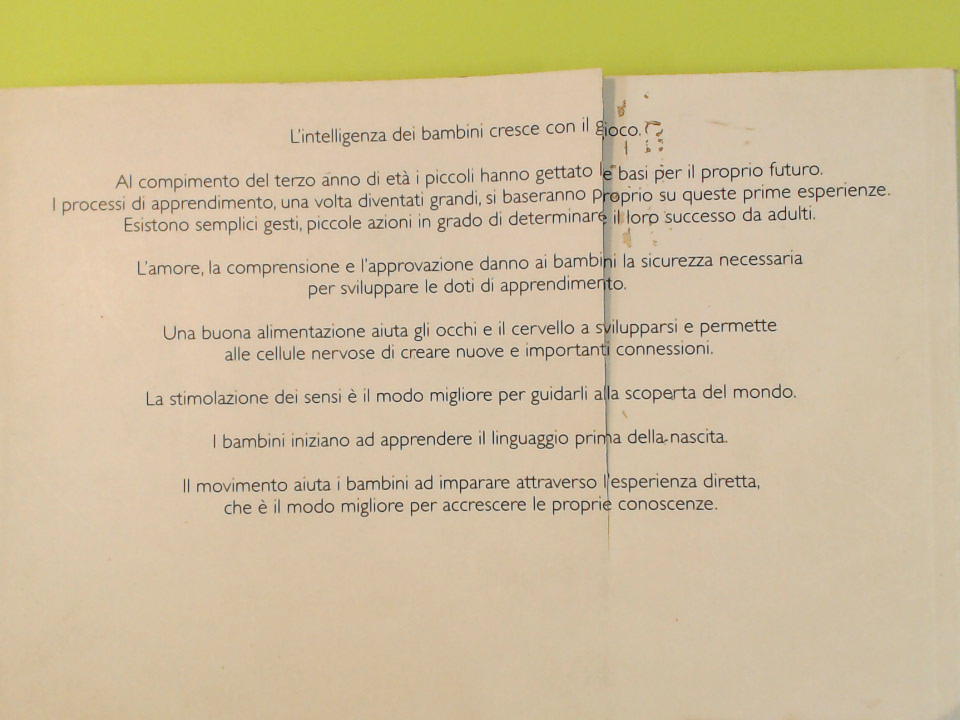 L'intelligenza dei bambini cresce con il gioco.
Al compimento del terzo anno di età i piccoli hanno gettato le basi per il proprio futuro.
I processi di apprendimento, una volta diventati grandi, si baseranno proprio su queste prime esperienze.
Esistono semplici gesti, piccole azioni in grado di determinare il loro successo da adulti.
L'amore, la comprensione e l'approvazione danno ai bambini la sicurezza necessaria
per sviluppare le doti di apprendimento.
Una buona alimentazione aiuta gli occhi e il cervello a svilupparsi e permette
alle cellule nervose di creare nuove e importanti connessioni.
La stimolazione dei sensi è il modo migliore per guidarli alla scoperta del mondo.
I bambini iniziano ad apprendere il linguaggio prima della nascita.
Il movimento aiuta i bambini ad imparare attraverso l'esperienza diretta,
che è il modo migliore per accrescere le proprie conoscenze.